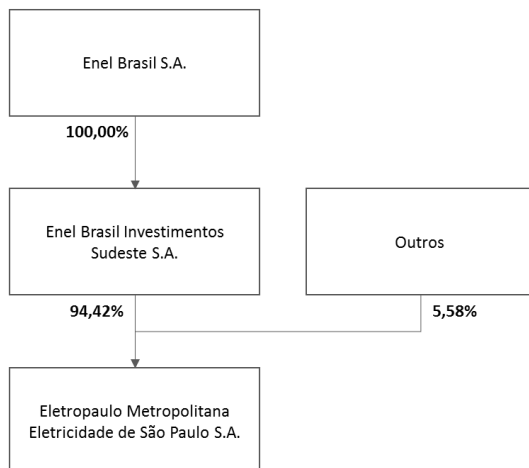 Enel Brasil S.A.
100,00%
Enel Brasil Investimentos
Sudeste S.A.
Outros
94,42%
5,58%
Eletropaulo Metropolitana
Eletricidade de São Paulo S.A.